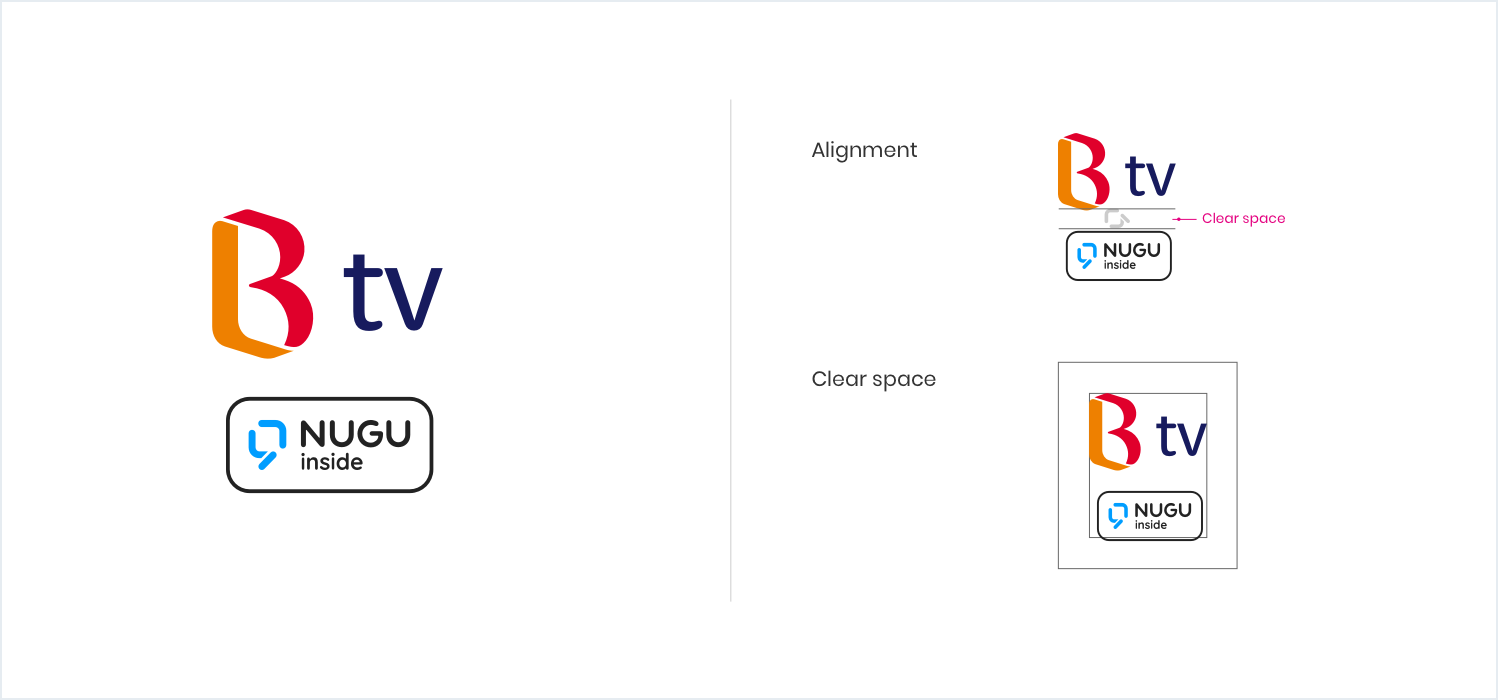 B tv
NUGU
inside
Alignment
B tv
Clear space
NUGU
inside
Clear space
B tv
NUGU
inside